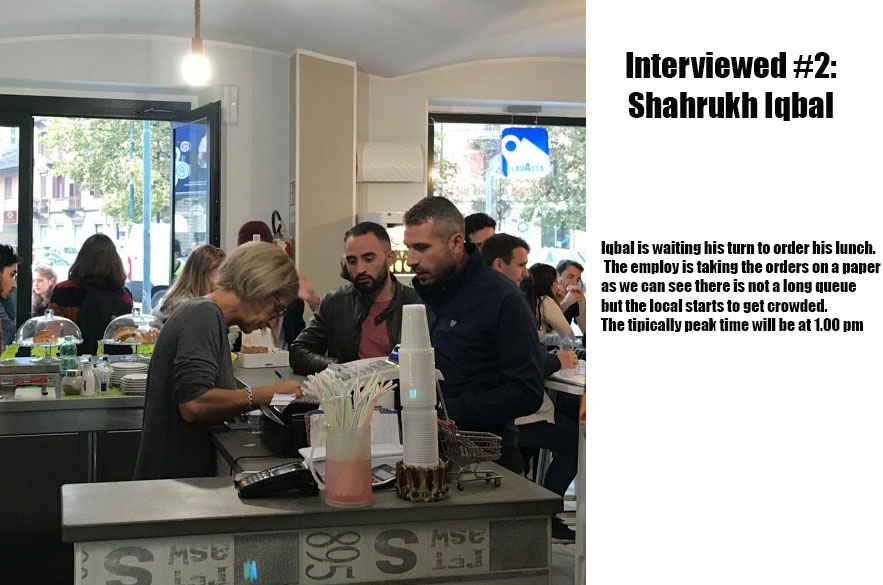 Interviewed #2:
Shahrukh Iqbal
Iqbal is waiting his turn to order his lunch.
The employ is taking the orders on a paper
as we can see there is not a long queue
but the local starts to get crowded.
The tipically peak time will be at 1.00 pm
LAVAZZA
S
895
S